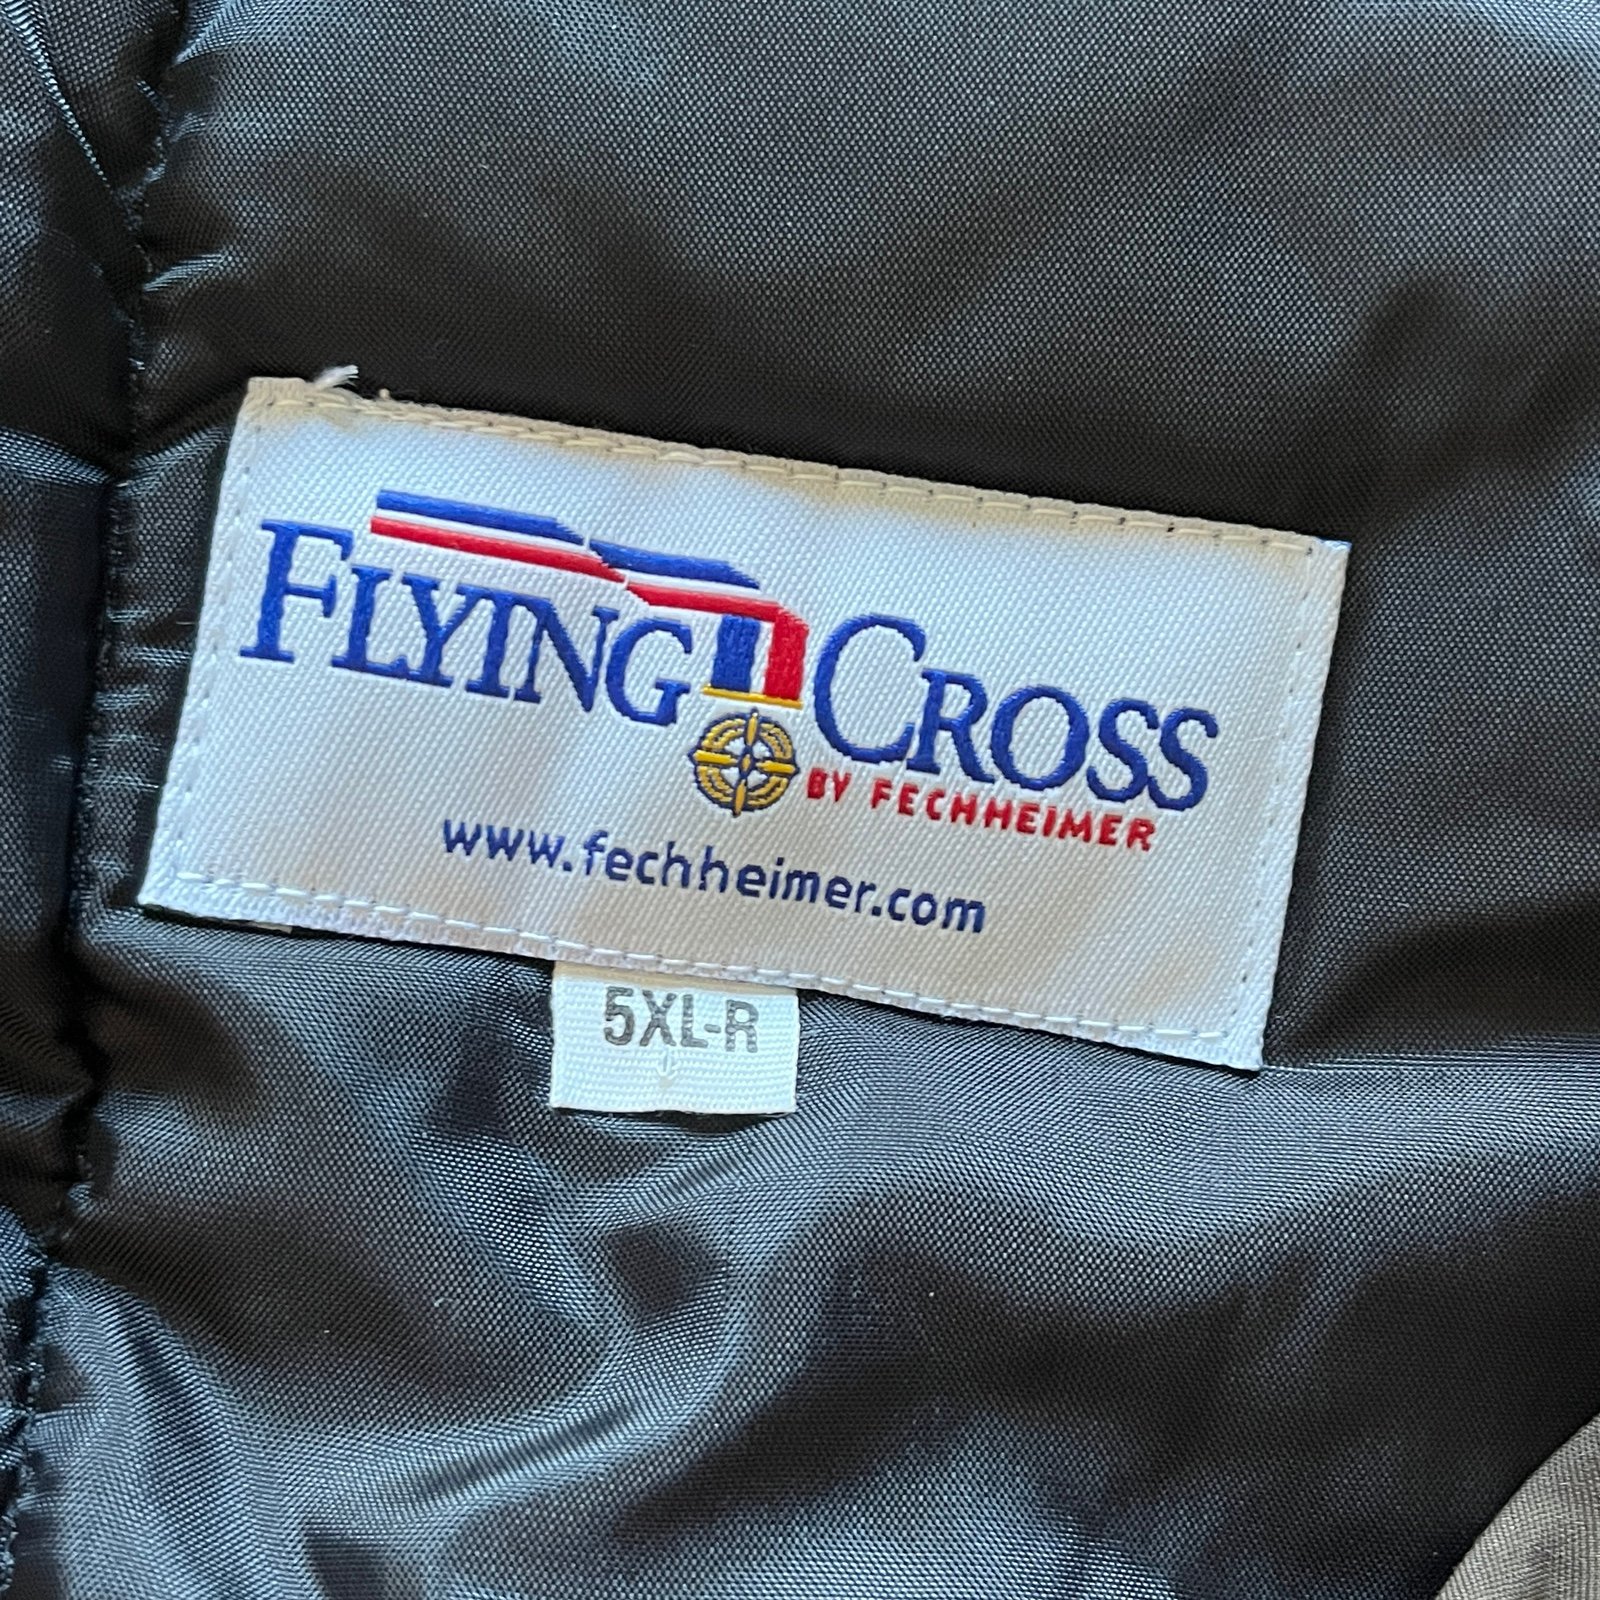 FLYING CROSS
BY FECHHEIMER
www.fechheimer.com
5XL-R